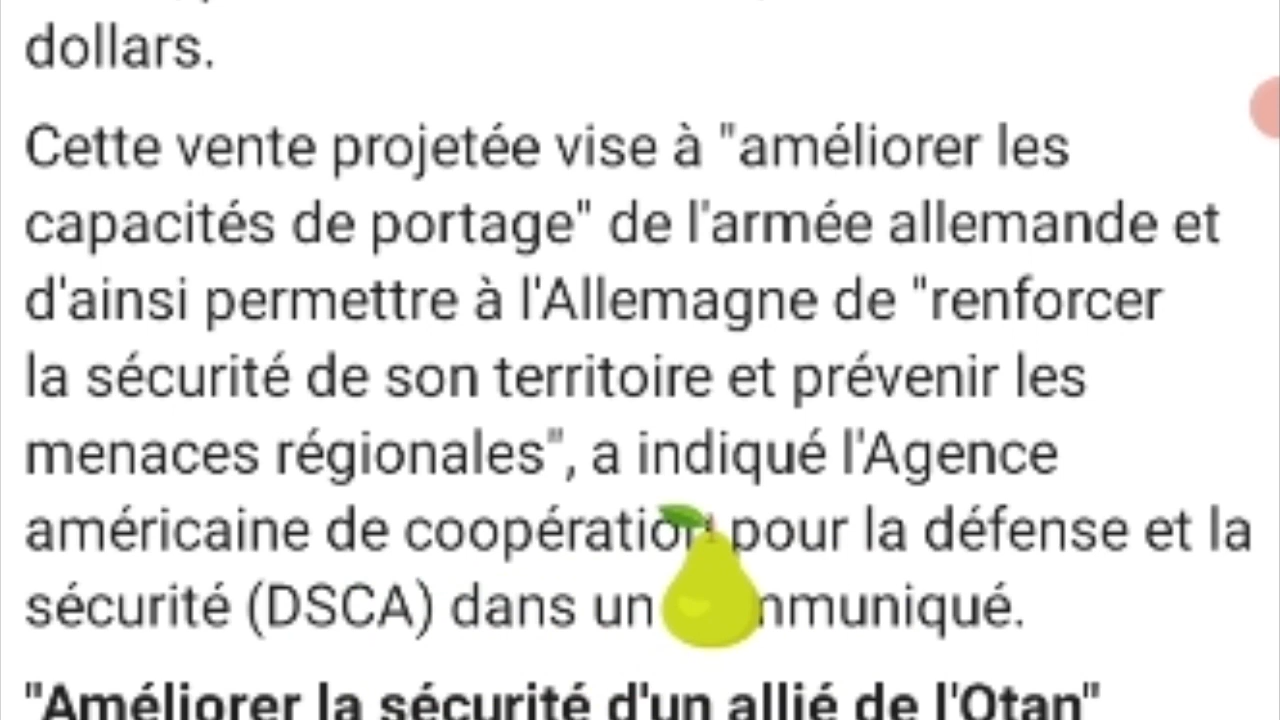 dollars.
Cette vente projetée vise à "améliorer les
capacités de portage" de l'armée allemande et
d'ainsi permettre à l'Allemagne de "renforcer
la sécurité de son territoire et prévenir les
menaces régionales", a indiqué l'Agence
américaine de coopération pour la défense et la
sécurité (DSCA) dans un
"Améliorer la sécurité d'un allié de l'Otan"